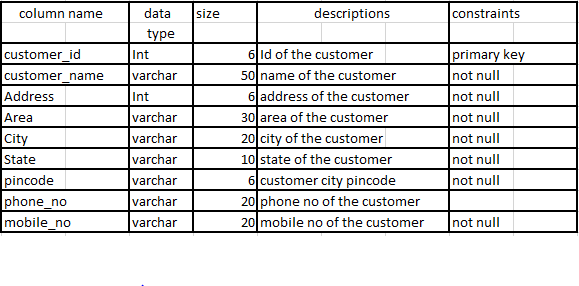 column name data type size descriptions constraints
customer_id Int 6 Id of the customer primary key
customer_name varchar 50 name of the customer not null
Address Int 6 address of the customer not null
Area varchar 30 area of the customer not null
City varchar 20 city of the customer not null
State varchar 10 state of the customer not null
pincode varchar 6 customer city pincode not null
phone_no varchar 20 phone no of the customer
mobile_no varchar 20 mobile no of the customer not null